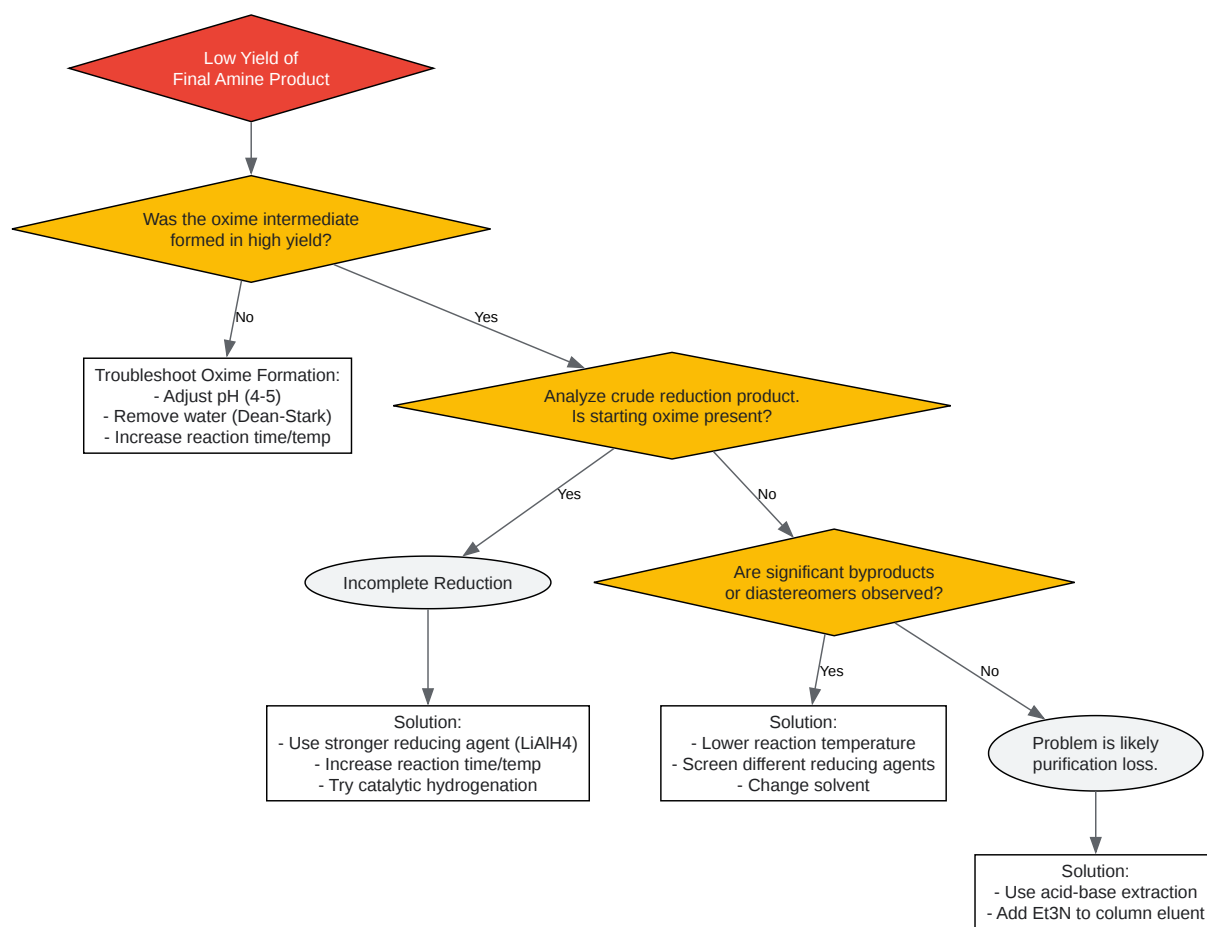 Low Yield of
Final Amine Product
Was the oxime intermediate
formed in high yield?
No
Yes
Troubleshoot Oxime Formation:
- Adjust pH (4-5)
- Remove water (Dean-Stark)
- Increase reaction time/temp
Analyze crude reduction product.
Is starting oxime present?
Yes
No
Incomplete Reduction
Are significant byproducts
or diastereomers observed?
Yes
No
Solution:
- Use stronger reducing agent (LiAlH4)
- Increase reaction time/temp
- Try catalytic hydrogenation
Solution:
- Lower reaction temperature
- Screen different reducing agents
- Change solvent
Problem is likely
purification loss.
Solution:
- Use acid-base extraction
- Add Et3N to column eluent